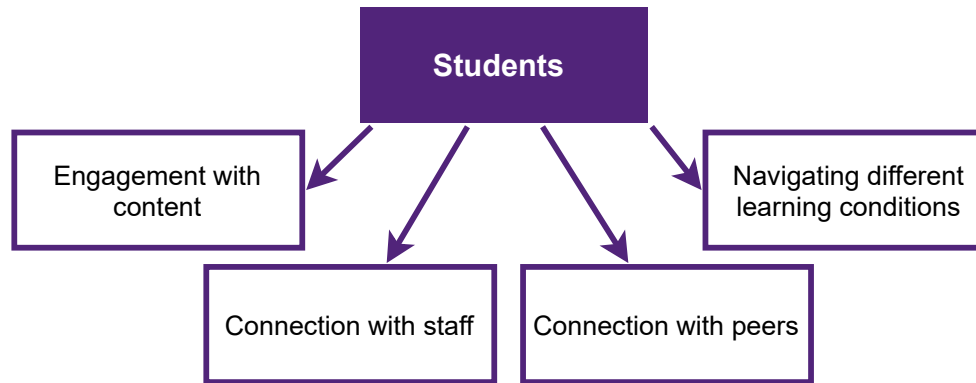 Students
Engagement with
content
Navigating different
learning conditions
Connection with staff
Connection with peers